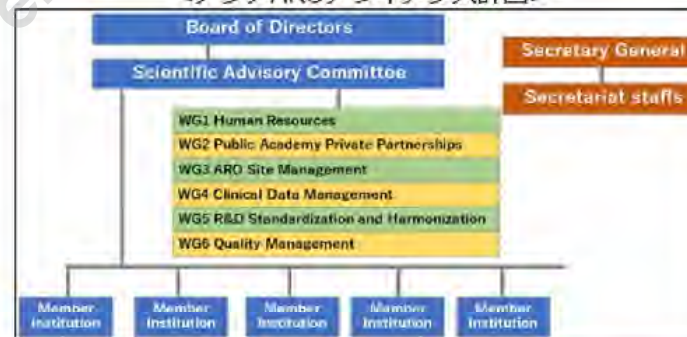 Board of Directors
Scientific Advisory Committee
Secretary General
Secretariat staffs
WG1 Human Resources
WG2 Public Academy Private Partnerships
WG3 ARO Site Management
WG4 Clinical Data Management
WG5 R&D Standardization and Harmonization
WG6 Quality Management
Member
Institution
Member
Institution
Member
Institution
Member
Institution
Member
Institution